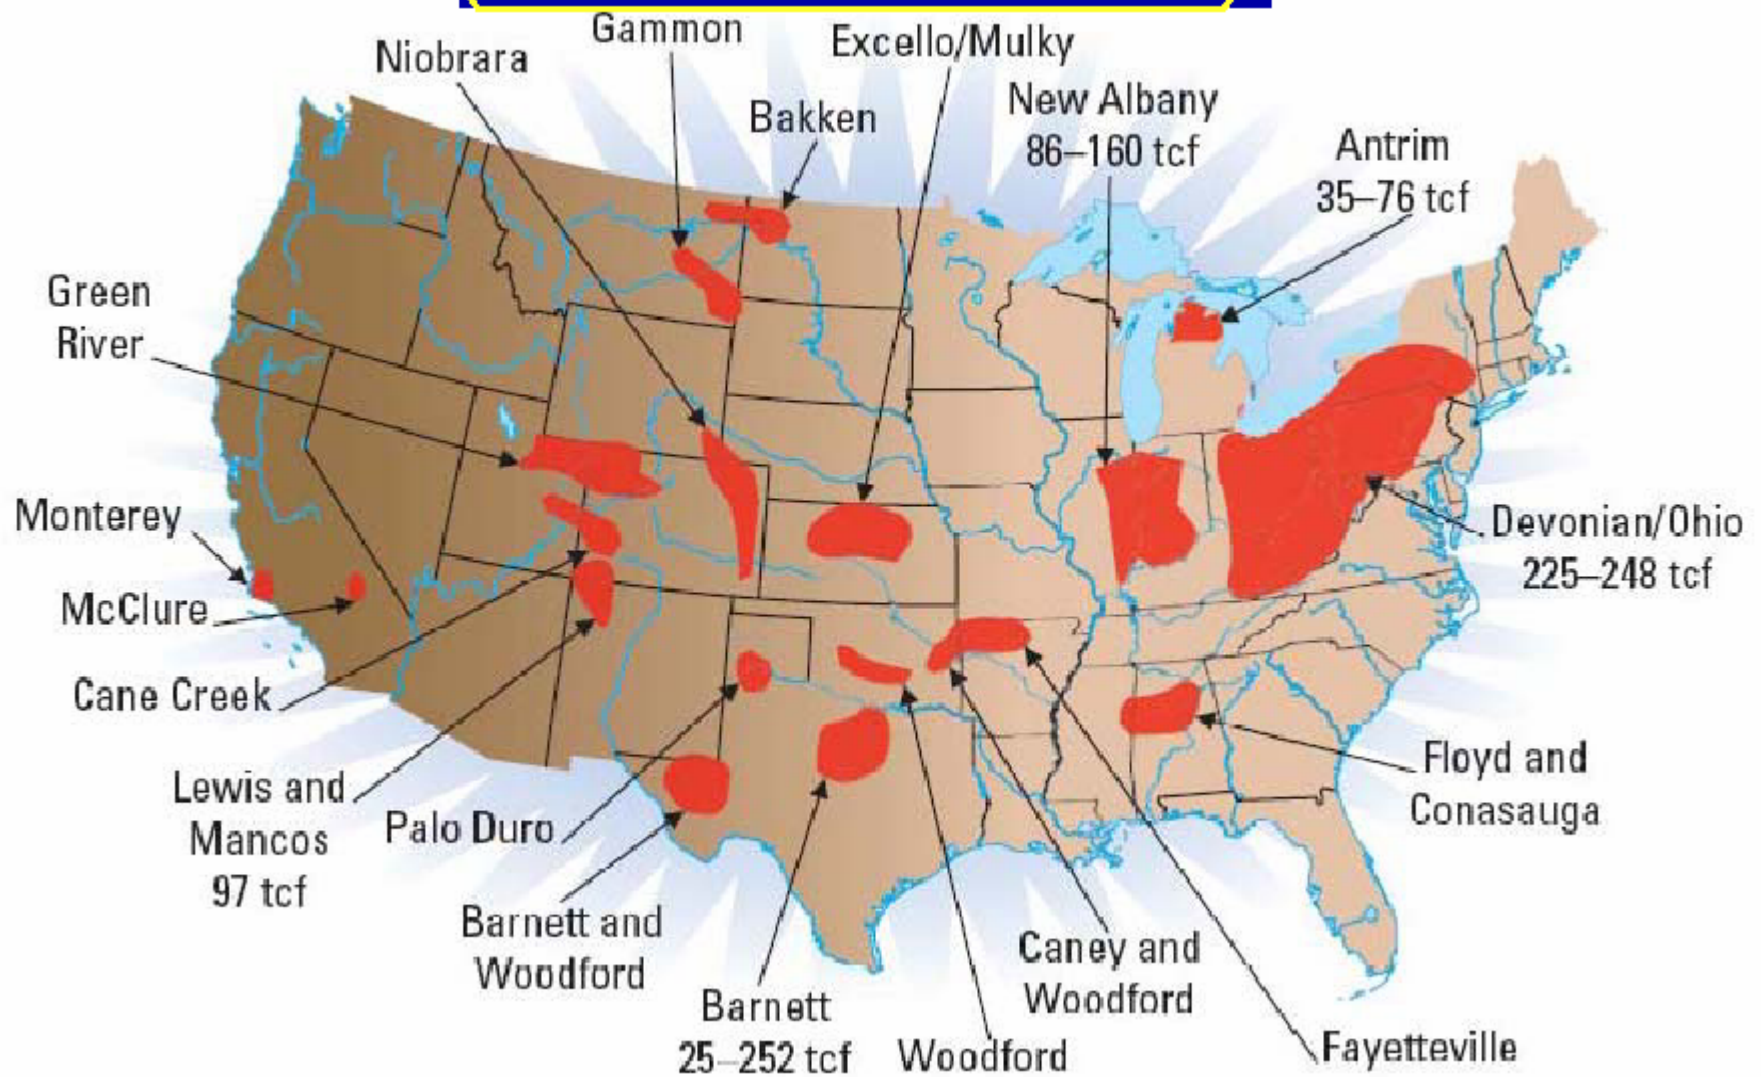 Gammon
Niobrara
Excello/Mulky
Bakken
New Albany
86–160 tcf
Antrim
35–76 tcf
Green
River
Monterey
McClure
Cane Creek
Lewis and
Mancos
97 tcf
Palo Duro
Barnett and
Woodford
Barnett
25–252 tcf
Woodford
Caney and
Woodford
Fayetteville
Floyd and
Conasauga
Devonian/Ohio
225–248 tcf